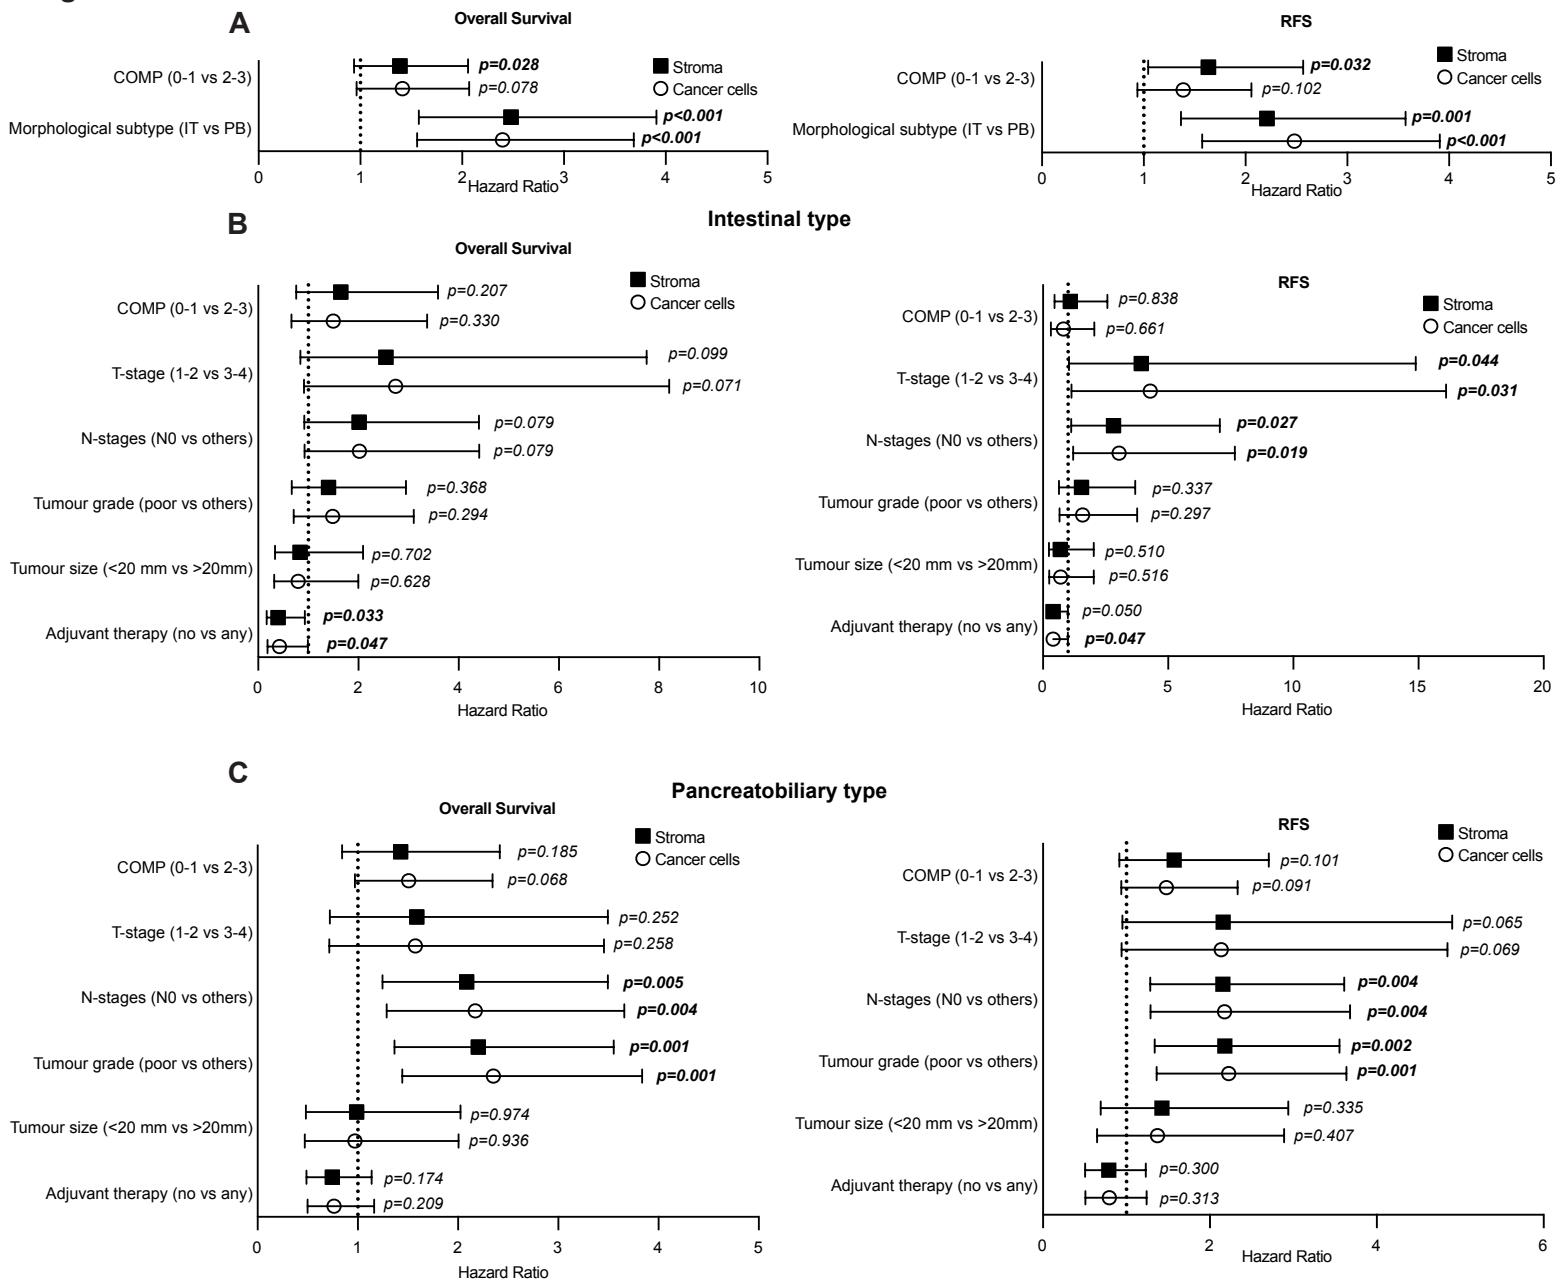 A
Overall Survival
Stroma
Cancer cells
COMP (0-1 vs 2-3)
p=0.028
p=0.078
Morphological subtype (IT vs PB)
p<0.001
p<0.001
0 1 2 3 4 5
Hazard Ratio
RFS
Stroma
Cancer cells
COMP (0-1 vs 2-3)
p=0.032
p=0.102
Morphological subtype (IT vs PB)
p=0.001
p<0.001
0 1 2 3 4 5
Hazard Ratio
B
Intestinal type
Overall Survival
Stroma
Cancer cells
COMP (0-1 vs 2-3)
p=0.207
p=0.330
T-stage (1-2 vs 3-4)
p=0.099
p=0.071
N-stages (N0 vs others)
p=0.079
p=0.079
Tumour grade (poor vs others)
p=0.368
p=0.294
Tumour size (<20 mm vs >20mm)
p=0.702
p=0.628
Adjuvant therapy (no vs any)
p=0.033
p=0.047
0 2 4 6 8 10
Hazard Ratio
RFS
Stroma
Cancer cells
COMP (0-1 vs 2-3)
p=0.838
p=0.661
T-stage (1-2 vs 3-4)
p=0.044
p=0.031
N-stages (N0 vs others)
p=0.027
p=0.019
Tumour grade (poor vs others)
p=0.337
p=0.297
Tumour size (<20 mm vs >20mm)
p=0.510
p=0.516
Adjuvant therapy (no vs any)
p=0.050
p=0.047
0 5 10 15 20
Hazard Ratio
C
Pancreatobiliary type
Overall Survival
Stroma
Cancer cells
COMP (0-1 vs 2-3)
p=0.185
p=0.068
T-stage (1-2 vs 3-4)
p=0.252
p=0.258
N-stages (N0 vs others)
p=0.005
p=0.004
Tumour grade (poor vs others)
p=0.001
p=0.001
Tumour size (<20 mm vs >20mm)
p=0.974
p=0.936
Adjuvant therapy (no vs any)
p=0.174
p=0.209
0 1 2 3 4 5
Hazard Ratio
RFS
Stroma
Cancer cells
COMP (0-1 vs 2-3)
p=0.101
p=0.091
T-stage (1-2 vs 3-4)
p=0.065
p=0.069
N-stages (N0 vs others)
p=0.004
p=0.004
Tumour grade (poor vs others)
p=0.002
p=0.001
Tumour size (<20 mm vs >20mm)
p=0.335
p=0.407
Adjuvant therapy (no vs any)
p=0.300
p=0.313
0 2 4 6
Hazard Ratio